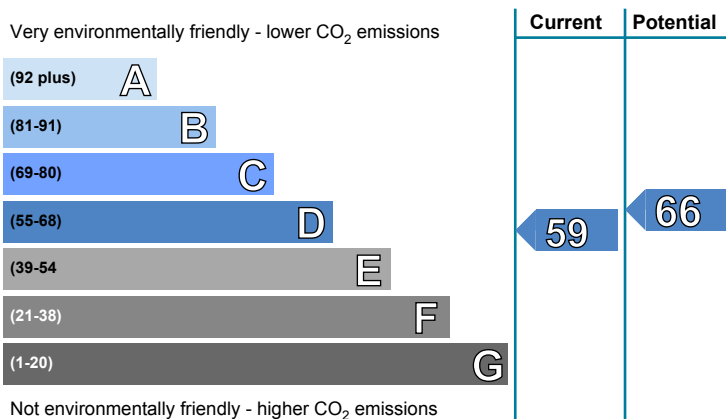 Current Potential
Very environmentally friendly - lower CO2 emissions
(92 plus) A
(81-91) B
(69-80) C
(55-68) D
59
66
(39-54 E
(21-38) F
(1-20) G
Not environmentally friendly - higher CO2 emissions